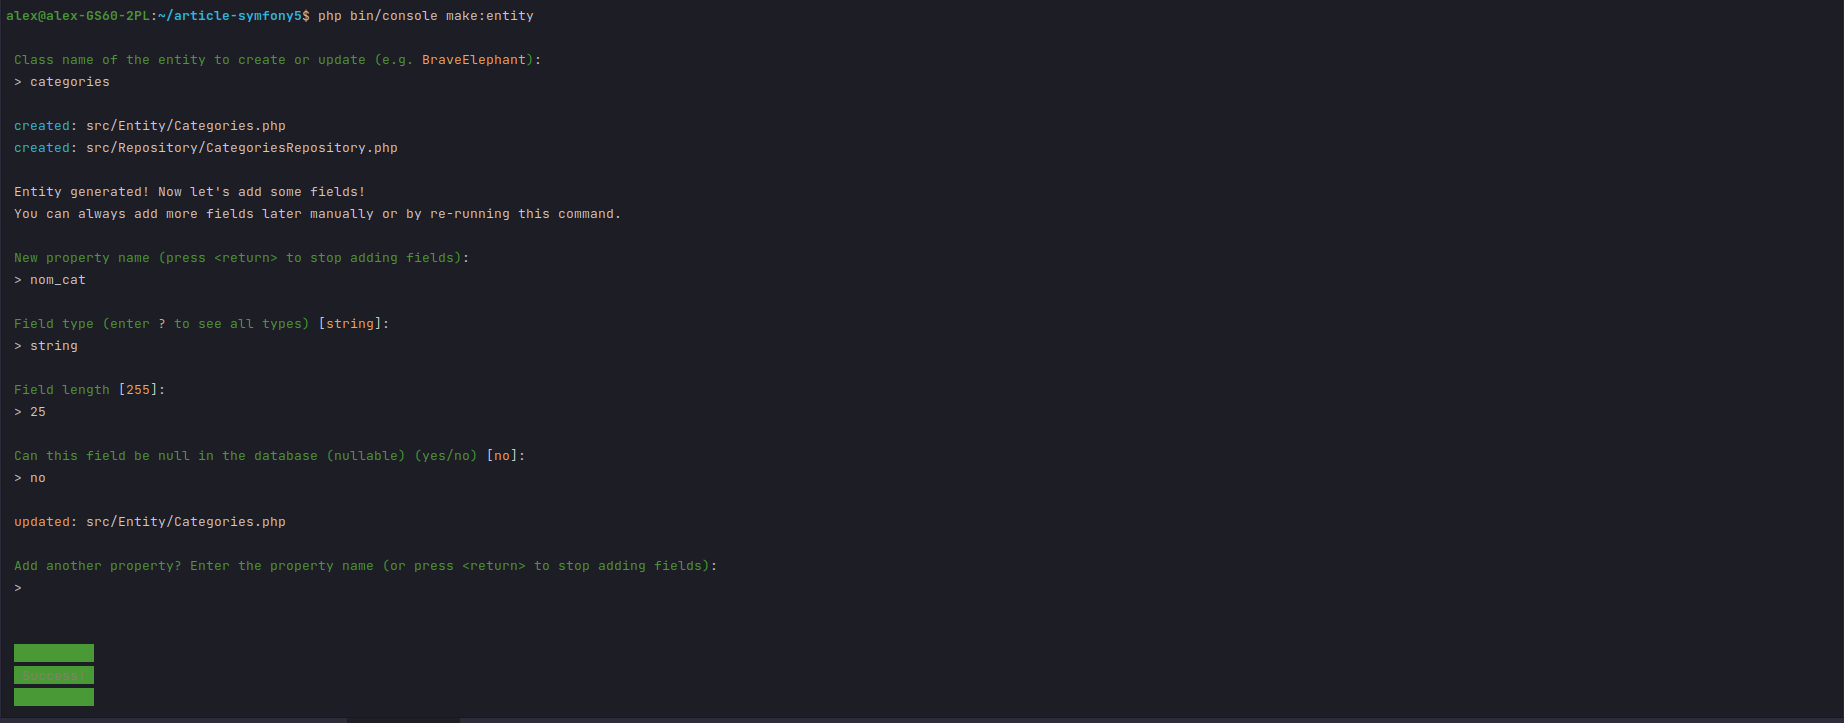 alex@alex-GS60-2PL:~/article-symfony5$ php bin/console make:entity
Class name of the entity to create or update (e.g. BraveElephant):
> categories
created: src/Entity/Categories.php
created: src/Repository/CategoriesRepository.php
Entity generated! Now let's add some fields!
You can always add more fields later manually or by re-running this command.
New property name (press <return> to stop adding fields):
> nom_cat
Field type (enter ? to see all types) [string]:
> string
Field length [255]:
> 25
Can this field be null in the database (nullable) (yes/no) [no]:
> no
updated: src/Entity/Categories.php
Add another property? Enter the property name (or press <return> to stop adding fields):
>
Success!